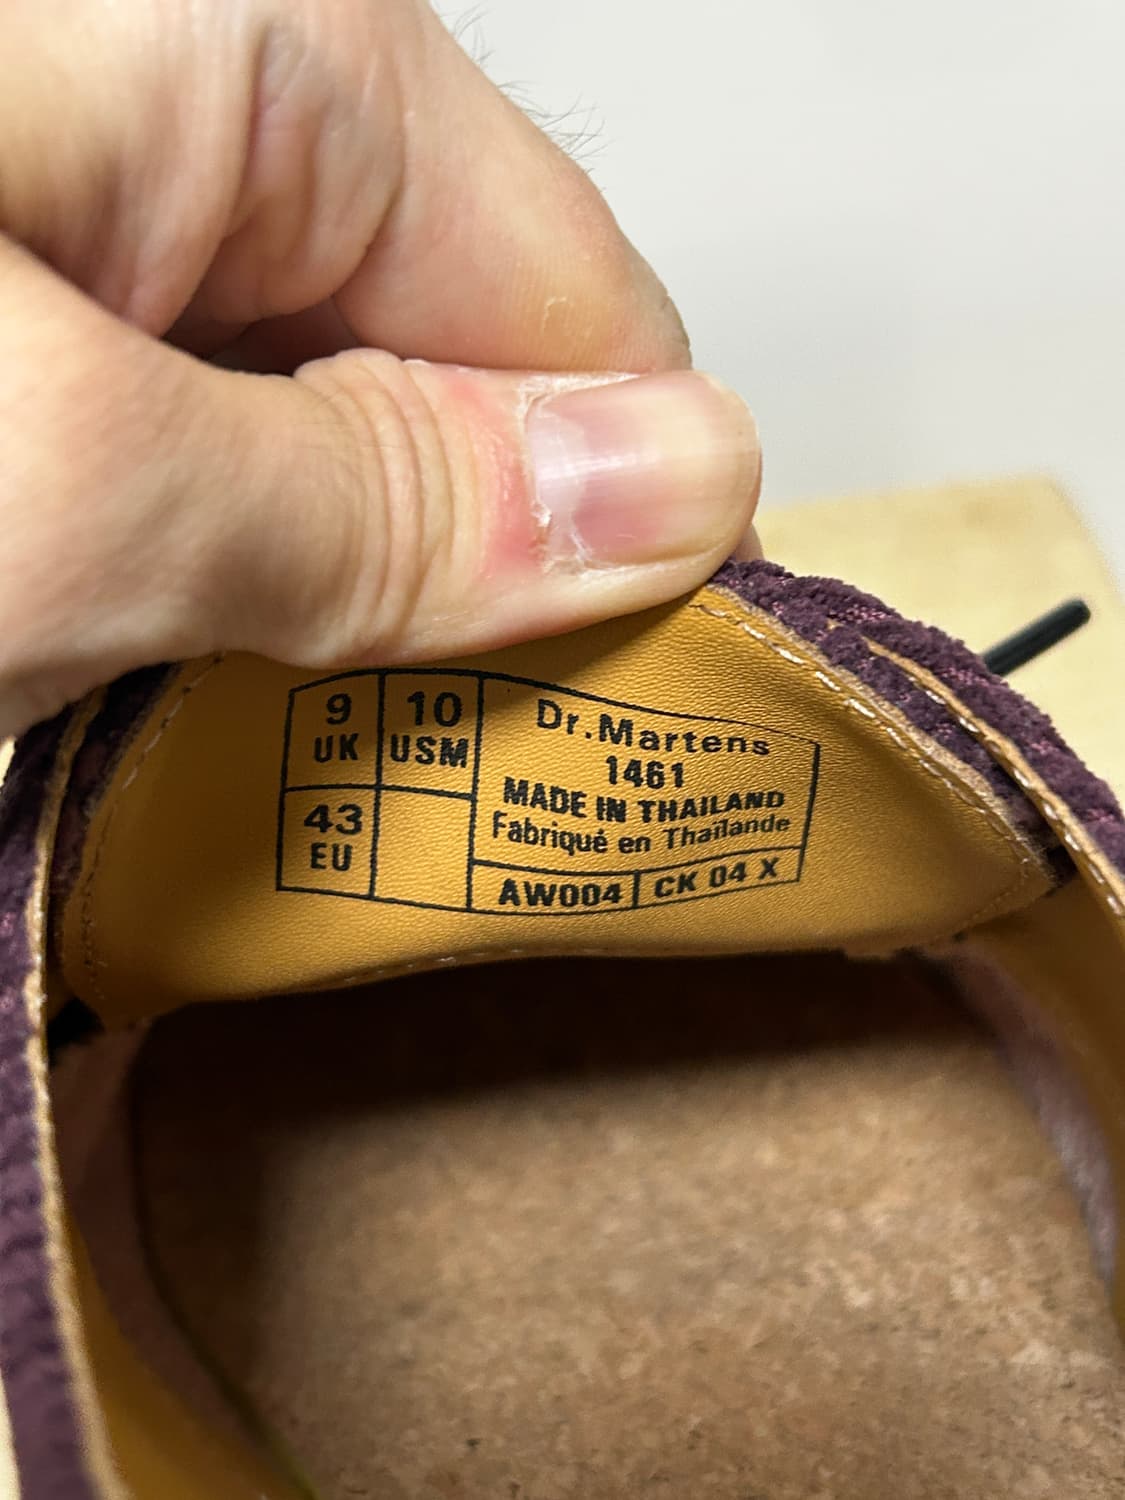 9 UK
10 USM
43 EU
Dr.Martens
1461
MADE IN THAILAND
Fabriqué en Thaïlande
AW004
CK 04 X